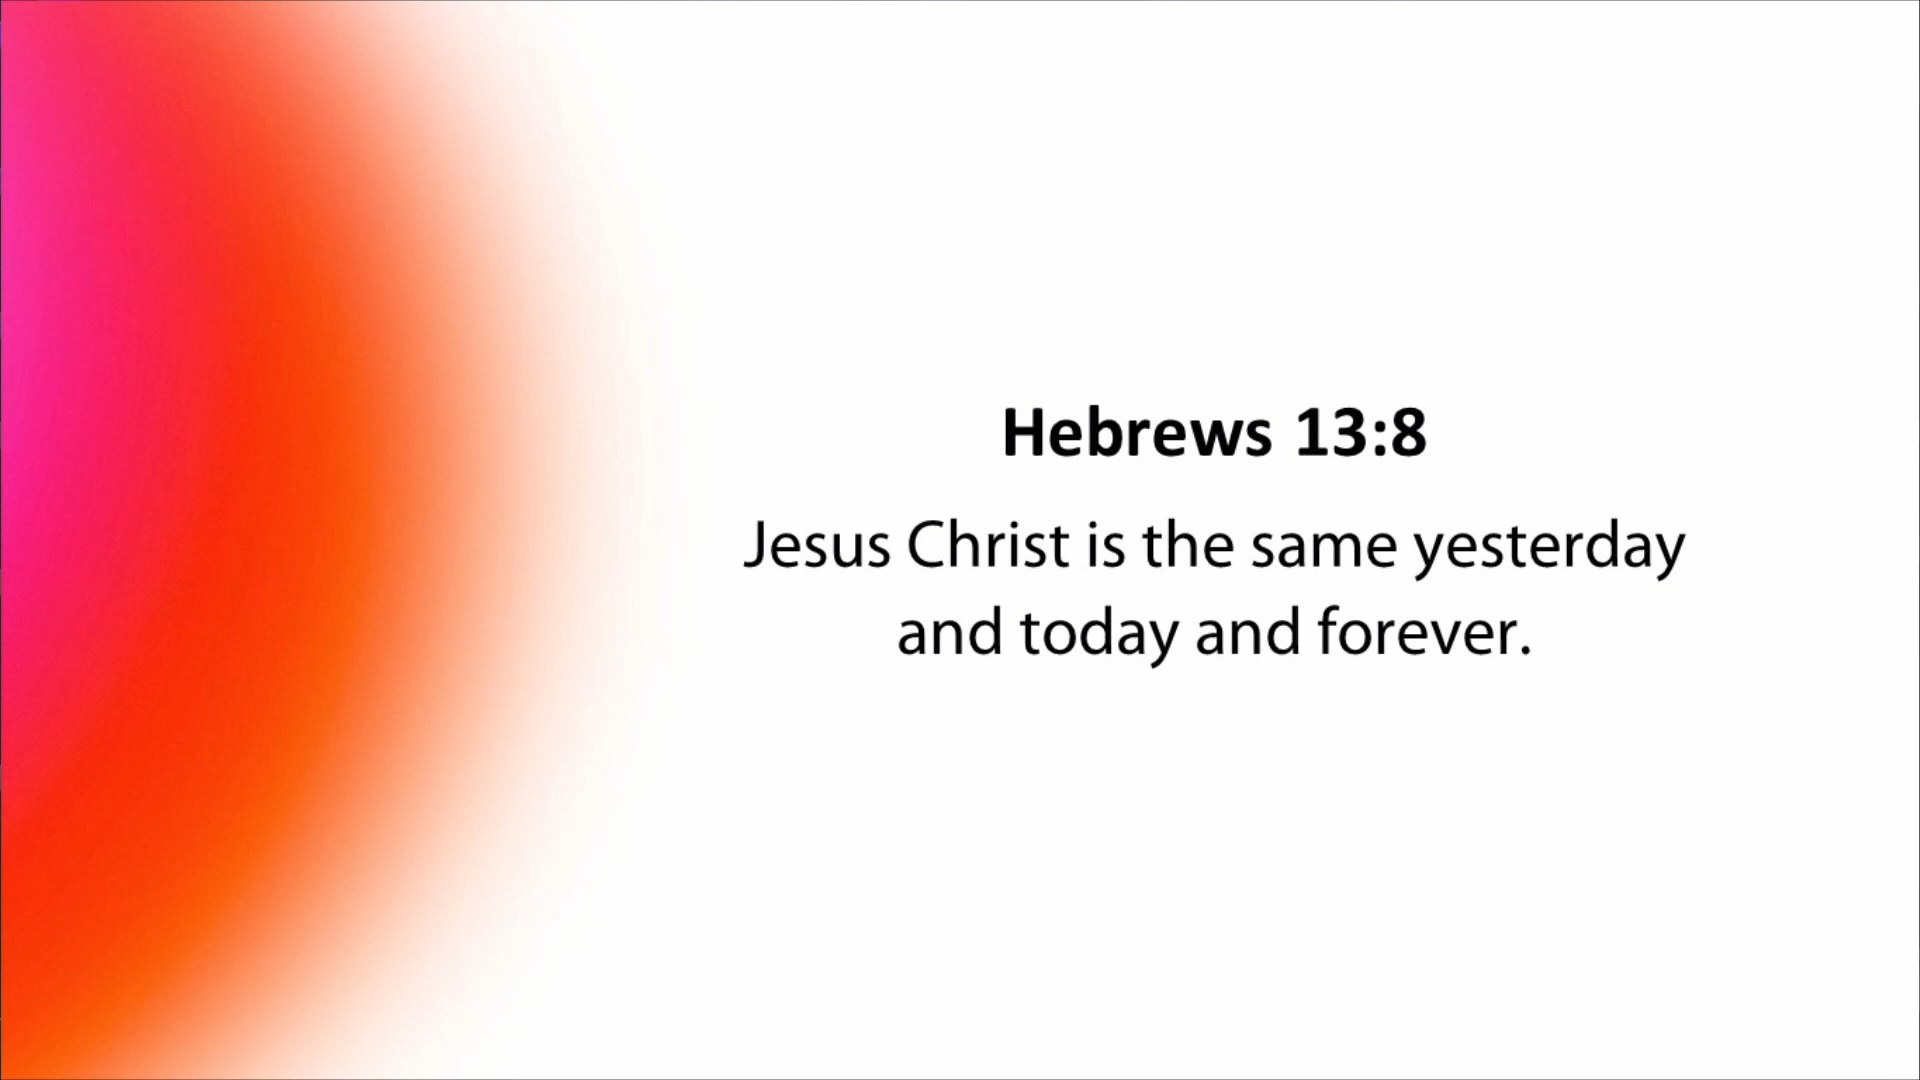 Hebrews 13:8
Jesus Christ is the same yesterday
and today and forever.